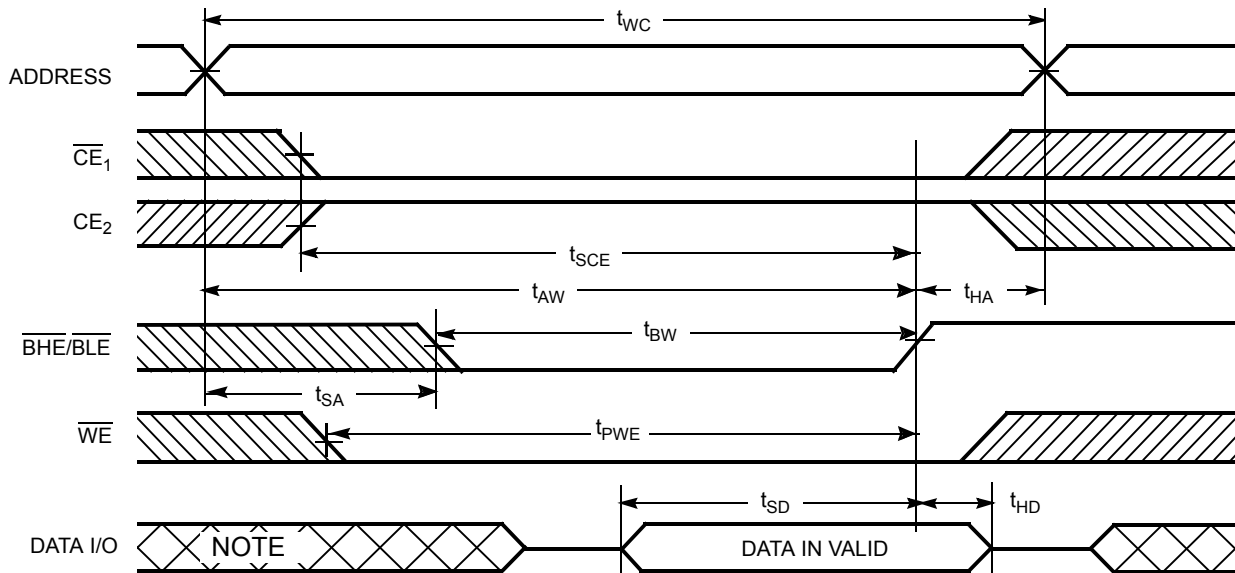 tWC
ADDRESS
CE1
CE2
tSCE
tAW
tHA
tBW
BHE/BLE
tSA
WE
tPWE
tSD
tHD
DATA I/O
NOTE
DATA IN VALID